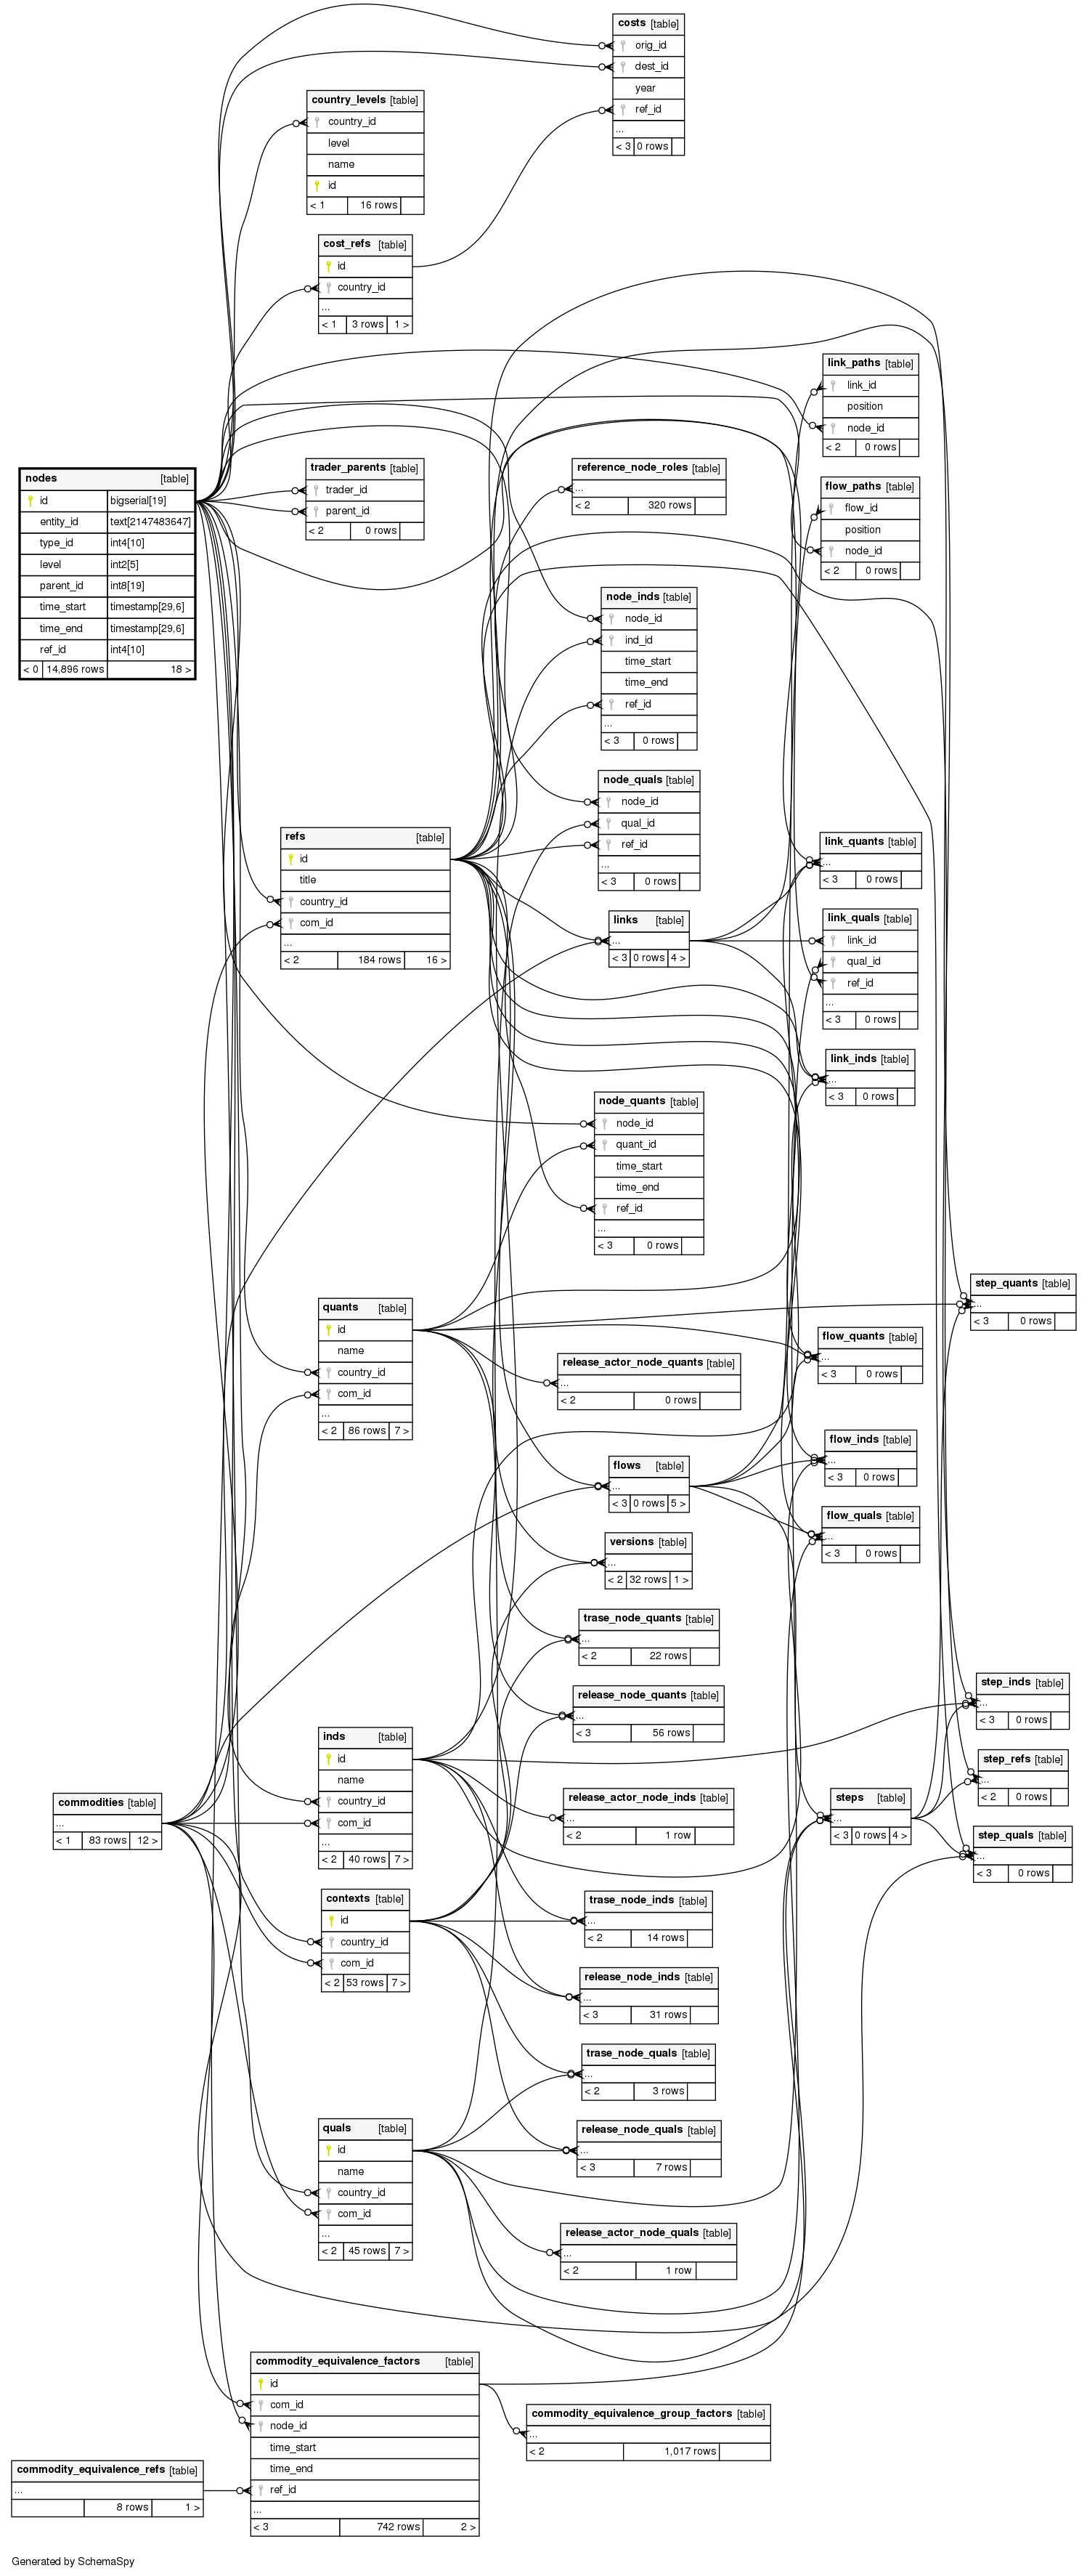 costs [table]
orig_id
dest_id
year
ref_id
...
< 3 0 rows
country_levels [table]
country_id
level
name
id
< 1 16 rows
cost_refs [table]
id
country_id
...
< 1 3 rows 1 >
link_paths [table]
link_id
position
node_id
< 2 0 rows
nodes [table]
id bigserial[19]
entity_id text[2147483647]
type_id int4[10]
level int2[5]
parent_id int8[19]
time_start timestamp[29,6]
time_end timestamp[29,6]
ref_id int4[10]
< 0 14,896 rows 18 >
trader_parents [table]
trader_id
parent_id
< 2 0 rows
reference_node_roles [table]
...
< 2 320 rows
flow_paths [table]
flow_id
position
node_id
< 2 0 rows
node_inds [table]
node_id
ind_id
time_start
time_end
ref_id
...
< 3 0 rows
node_quals [table]
node_id
qual_id
ref_id
...
< 3 0 rows
refs [table]
id
title
country_id
com_id
...
< 2 184 rows 16 >
link_quants [table]
...
< 3 0 rows
links [table]
...
< 3 0 rows 4 >
link_quals [table]
link_id
qual_id
ref_id
...
< 3 0 rows
link_inds [table]
...
< 3 0 rows
node_quants [table]
node_id
quant_id
time_start
time_end
ref_id
...
< 3 0 rows
step_quants [table]
...
< 3 0 rows
quants [table]
id
name
country_id
com_id
...
< 2 86 rows 7 >
flow_quants [table]
...
< 3 0 rows
release_actor_node_quants [table]
...
< 2 0 rows
flow_inds [table]
...
< 3 0 rows
flows [table]
...
< 3 0 rows 5 >
flow_quals [table]
...
< 3 0 rows
versions [table]
...
< 2 32 rows 1 >
trase_node_quants [table]
...
< 2 22 rows
release_node_quants [table]
...
< 3 56 rows
step_inds [table]
...
< 3 0 rows
inds [table]
id
name
country_id
com_id
...
< 2 40 rows 7 >
step_refs [table]
...
< 2 0 rows
commodities [table]
...
< 1 83 rows 12 >
release_actor_node_inds [table]
...
< 2 1 row
steps [table]
...
< 3 0 rows 4 >
step_quals [table]
...
< 3 0 rows
contexts [table]
id
country_id
com_id
< 2 53 rows 7 >
trase_node_inds [table]
...
< 2 14 rows
release_node_inds [table]
...
< 3 31 rows
trase_node_quals [table]
...
< 2 3 rows
quals [table]
id
name
country_id
com_id
...
< 2 45 rows 7 >
release_node_quals [table]
...
< 3 7 rows
release_actor_node_quals [table]
...
< 2 1 row
commodity_equivalence_factors [table]
id
com_id
node_id
time_start
time_end
ref_id
...
< 3 742 rows 2 >
commodity_equivalence_group_factors [table]
...
< 2 1,017 rows
commodity_equivalence_refs [table]
...
8 rows 1 >
Generated by SchemaSpy